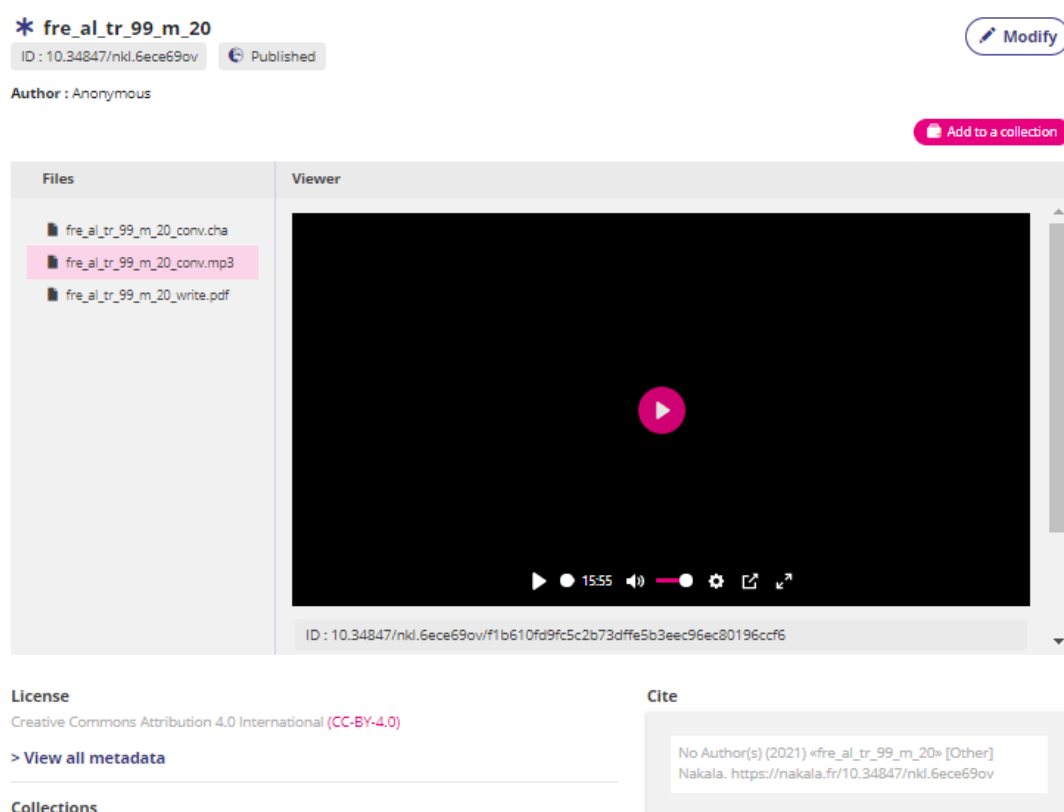 fre_al_tr_99_m_20
ID : 10.34847/nkl.6ece69ov Published
Modify
Author : Anonymous
Add to a collection
Files
Viewer
fre_al_tr_99_m_20_conv.cha
fre_al_tr_99_m_20_conv.mp3
fre_al_tr_99_m_20_write.pdf
15:55
ID : 10.34847/nkl.6ece69ov/f1b610fd9fc5c2b73dffe5b3eec96ec80196ccf6
License
Creative Commons Attribution 4.0 International (CC-BY-4.0)
> View all metadata
Collections
Cite
No Author(s) (2021) «fre_al_tr_99_m_20» [Other]
Nakala. https://nakala.fr/10.34847/nkl.6ece69ov